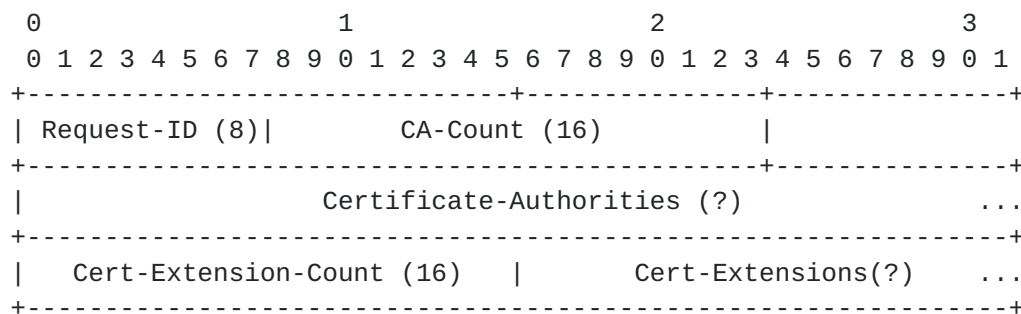 0                   1                   2                   3
 0 1 2 3 4 5 6 7 8 9 0 1 2 3 4 5 6 7 8 9 0 1 2 3 4 5 6 7 8 9 0 1
+-------------------------------+---------------+---------------+
| Request-ID (8)|        CA-Count (16)          |
+-----------------------------------------------+---------------+
|                   Certificate-Authorities (?)               ...
+---------------------------------------------------------------+
|   Cert-Extension-Count (16)   |       Cert-Extensions(?)    ...
+---------------------------------------------------------------+